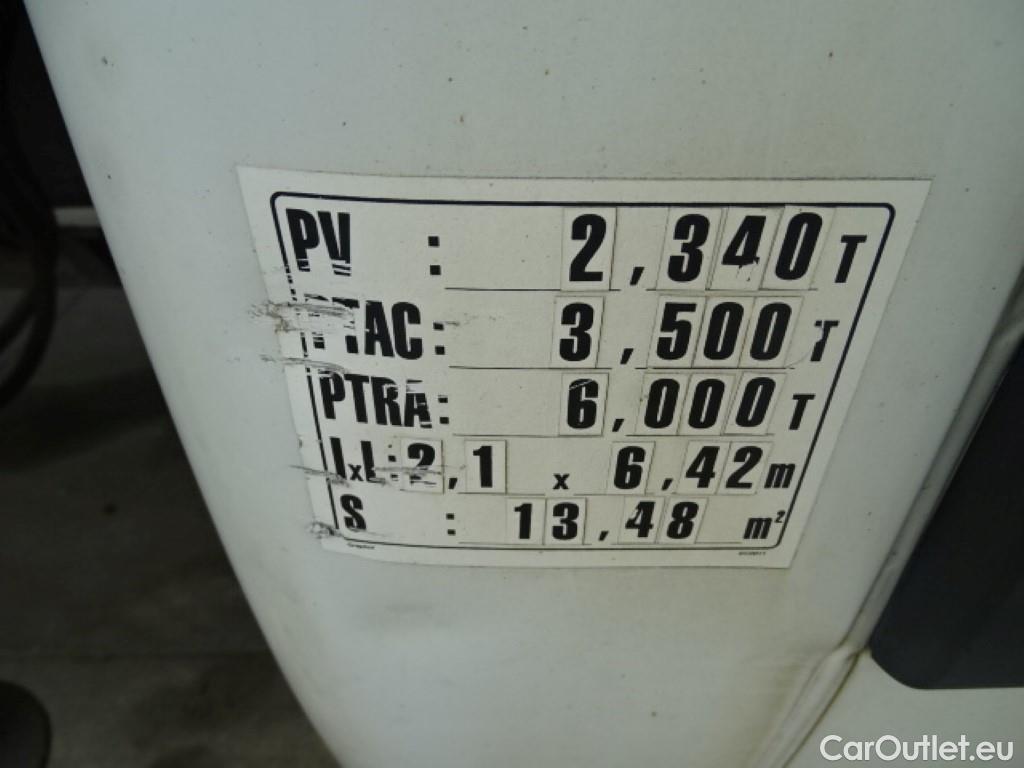 PV : 2,340 T
PTAC: 3,500 T
PTRA: 6,000 T
lxL: 2,1 x 6,42 m
S : 13,48 m²
CarOutlet.eu